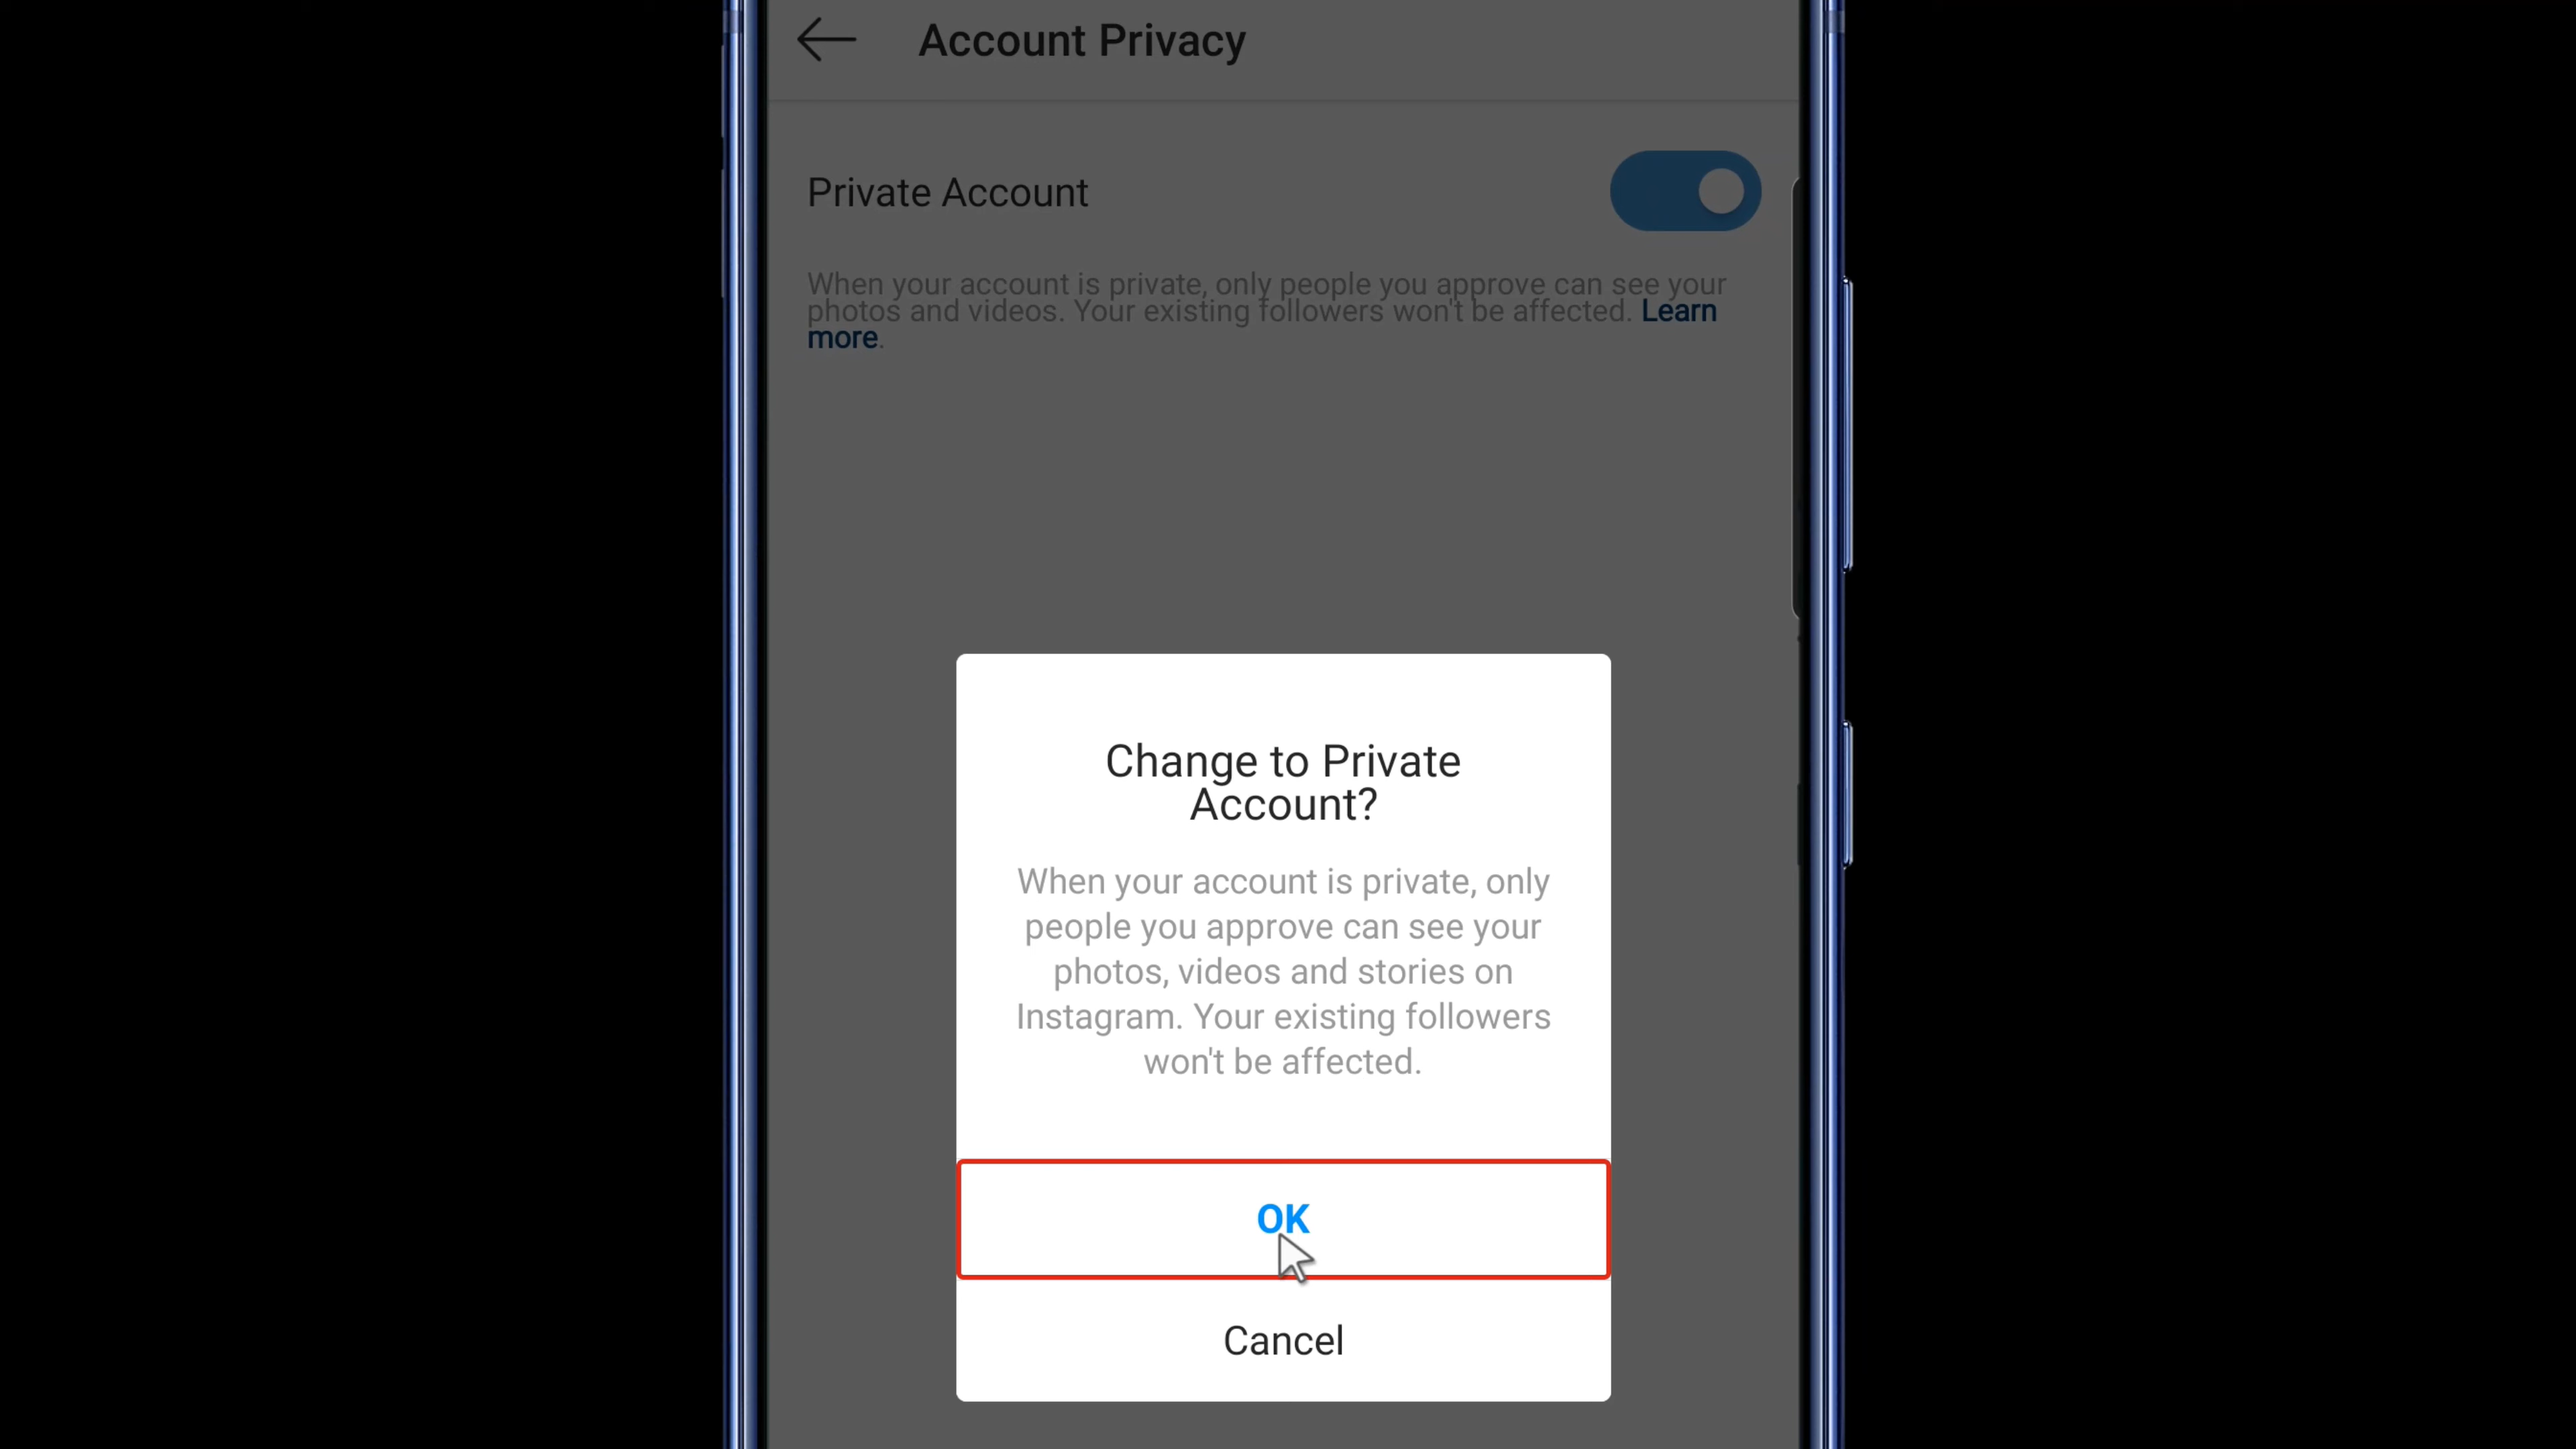 Account Privacy
Private Account
When your account is private, only people you approve can see your
photos and videos. Your existing followers won't be affected. Learn
more.
Change to Private
Account?
When your account is private, only
people you approve can see your
photos, videos and stories on
Instagram. Your existing followers
won't be affected.
OK
Cancel